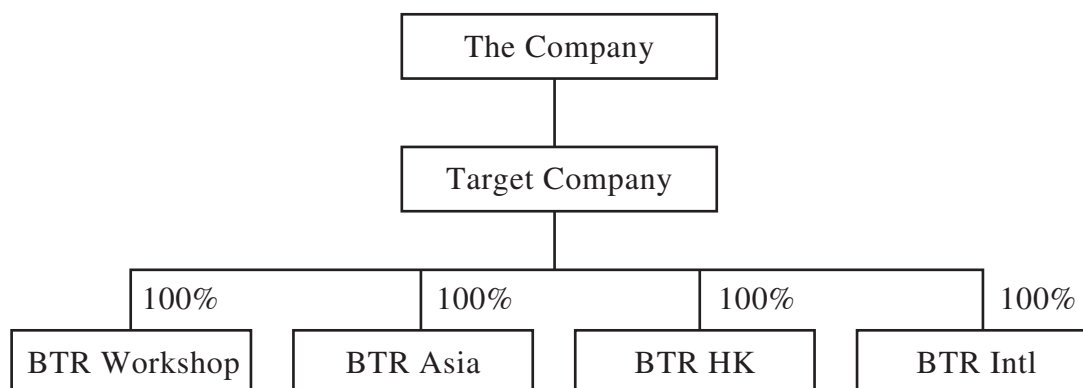 The Company
Target Company
100% 100% 100% 100%
BTR Workshop BTR Asia BTR HK BTR Intl